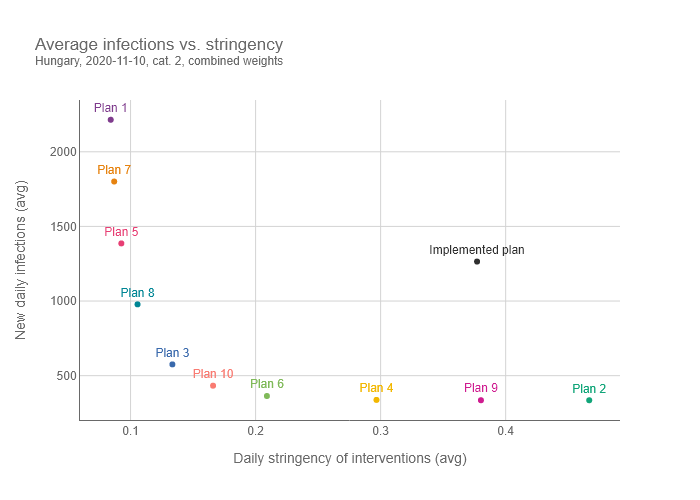 Average infections vs. stringency
Hungary, 2020-11-10, cat. 2, combined weights
Plan 1
2000
Plan 7
1500
Plan 5
Implemented plan
Plan 8
1000
Plan 3
Plan 10
500
Plan 6
Plan 4
Plan 9
Plan 2
0.1
0.2
0.3
0.4
New daily infections (avg)
Daily stringency of interventions (avg)